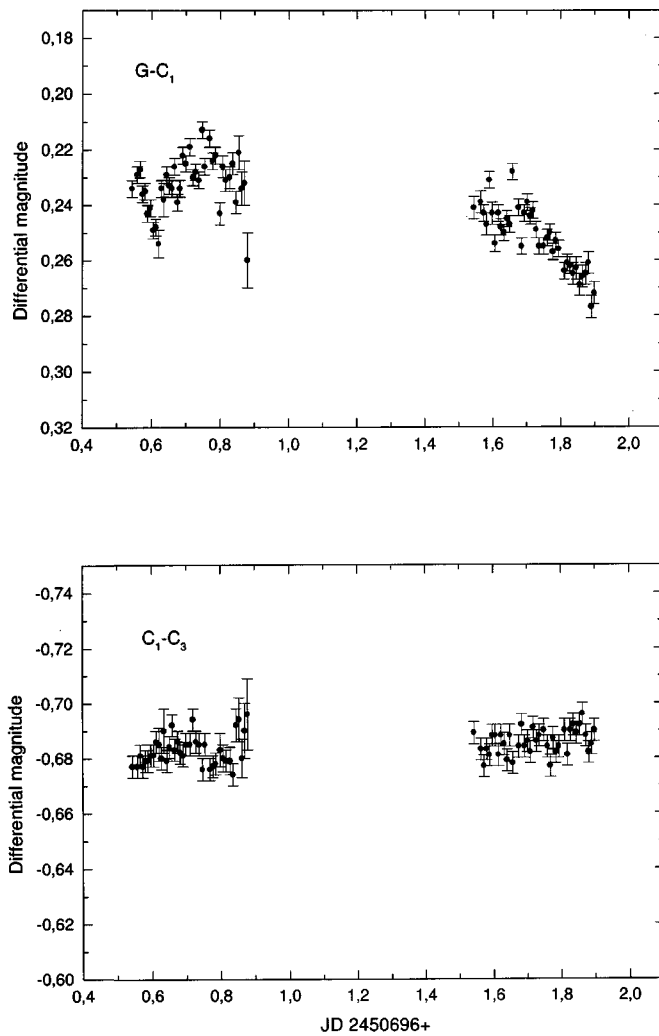 0,18
G-C1
0,20
0,22
0,24
0,26
0,28
0,30
0,32
Differential magnitude
0,4 0,6 0,8 1,0 1,2 1,4 1,6 1,8 2,0
-0,74
C1-C3
-0,72
-0,70
-0,68
-0,66
-0,64
-0,62
-0,60
Differential magnitude
0,4 0,6 0,8 1,0 1,2 1,4 1,6 1,8 2,0
JD 2450696+